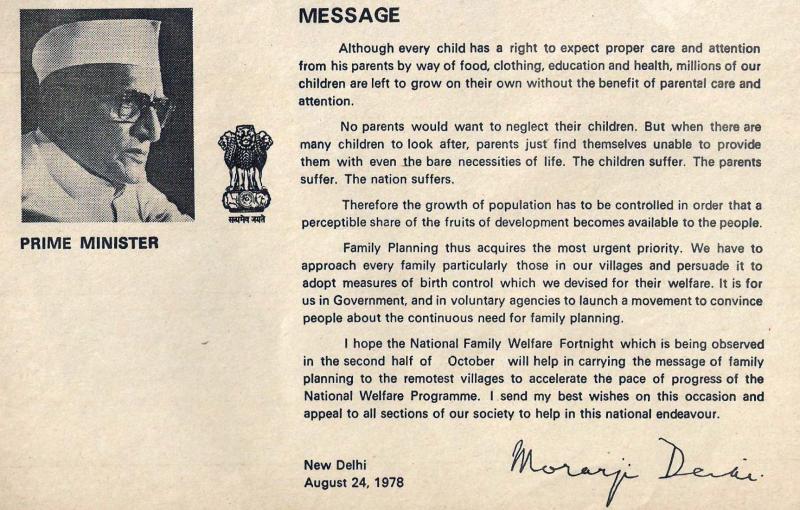 MESSAGE
Although every child has a right to expect proper care and attention
from his parents by way of food, clothing, education and health, millions of our
children are left to grow on their own without the benefit of parental care and
attention.
No parents would want to neglect their children. But when there are
many children to look after, parents just find themselves unable to provide
them with even the bare necessities of life. The children suffer. The parents
suffer. The nation suffers.
Therefore the growth of population has to be controlled in order that a
perceptible share of the fruits of development becomes available to the people.
Family Planning thus acquires the most urgent priority. We have to
approach every family particularly those in our villages and persuade it to
adopt measures of birth control which we devised for their welfare. It is for
us in Government, and in voluntary agencies to launch a movement to convince
people about the continuous need for family planning.
I hope the National Family Welfare Fortnight which is being observed
in the second half of October will help in carrying the message of family
planning to the remotest villages to accelerate the pace of progress of the
National Welfare Programme. I send my best wishes on this occasion and
appeal to all sections of our society to help in this national endeavour.
New Delhi
August 24, 1978
Morarji Desai
PRIME MINISTER
सत्यमेव जयते